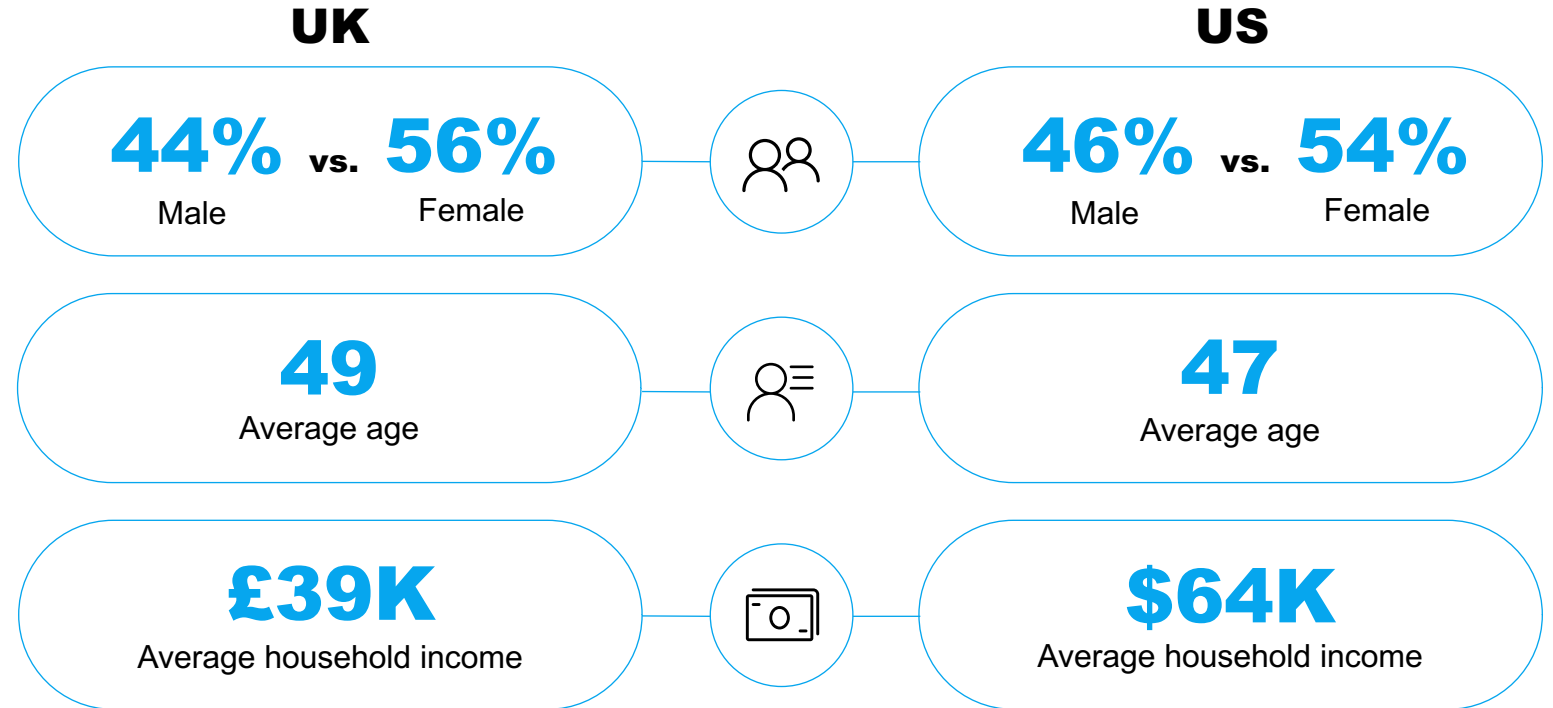 UK
US
44% vs. 56%
Male Female
46% vs. 54%
Male Female
49
Average age
47
Average age
£39K
Average household income
$64K
Average household income